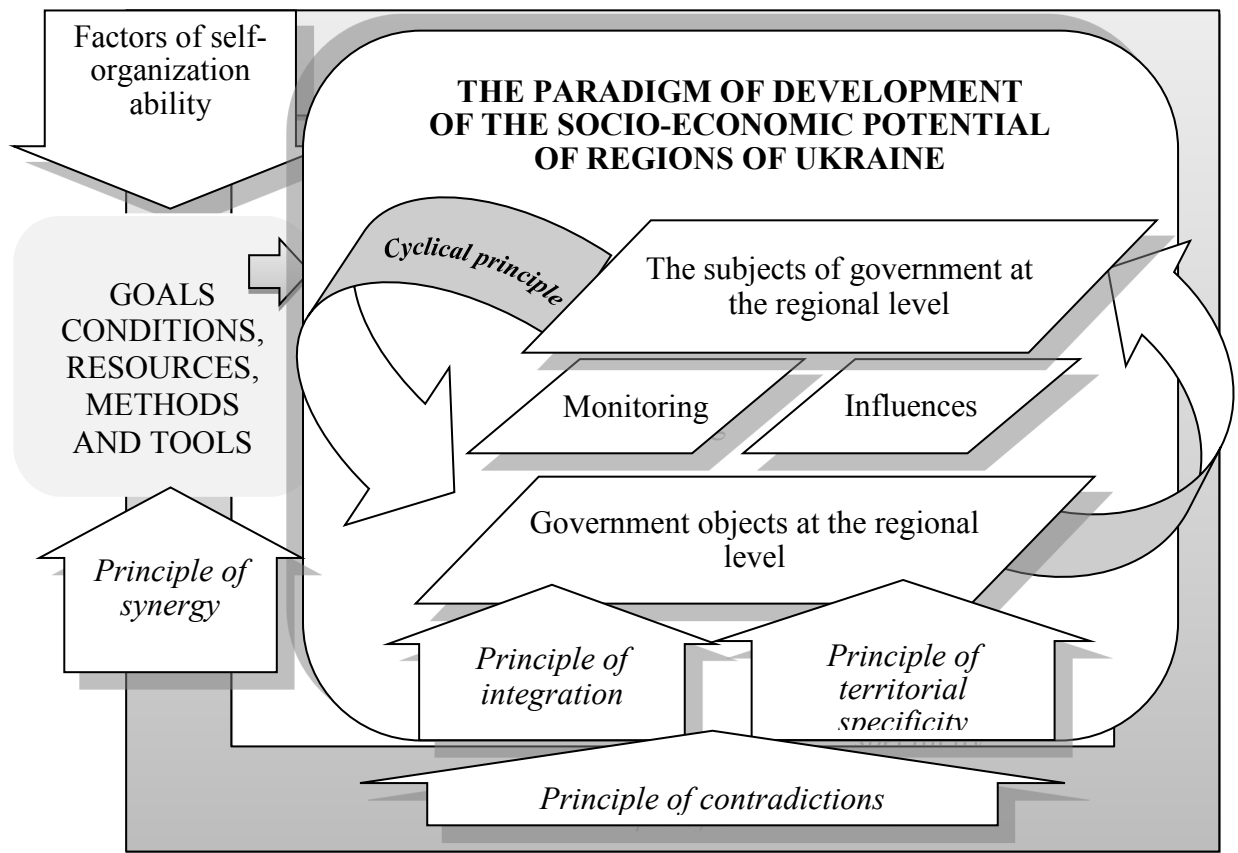 Factors of self-
organization
ability
THE PARADIGM OF DEVELOPMENT
OF THE SOCIO-ECONOMIC POTENTIAL
OF REGIONS OF UKRAINE
Cyclical principle
The subjects of government at
the regional level
GOALS
CONDITIONS,
RESOURCES,
METHODS
AND TOOLS
Monitoring
Influences
Government objects at the regional
level
Principle of
synergy
Principle of
integration
Principle of
territorial
specificity
Principle of contradictions